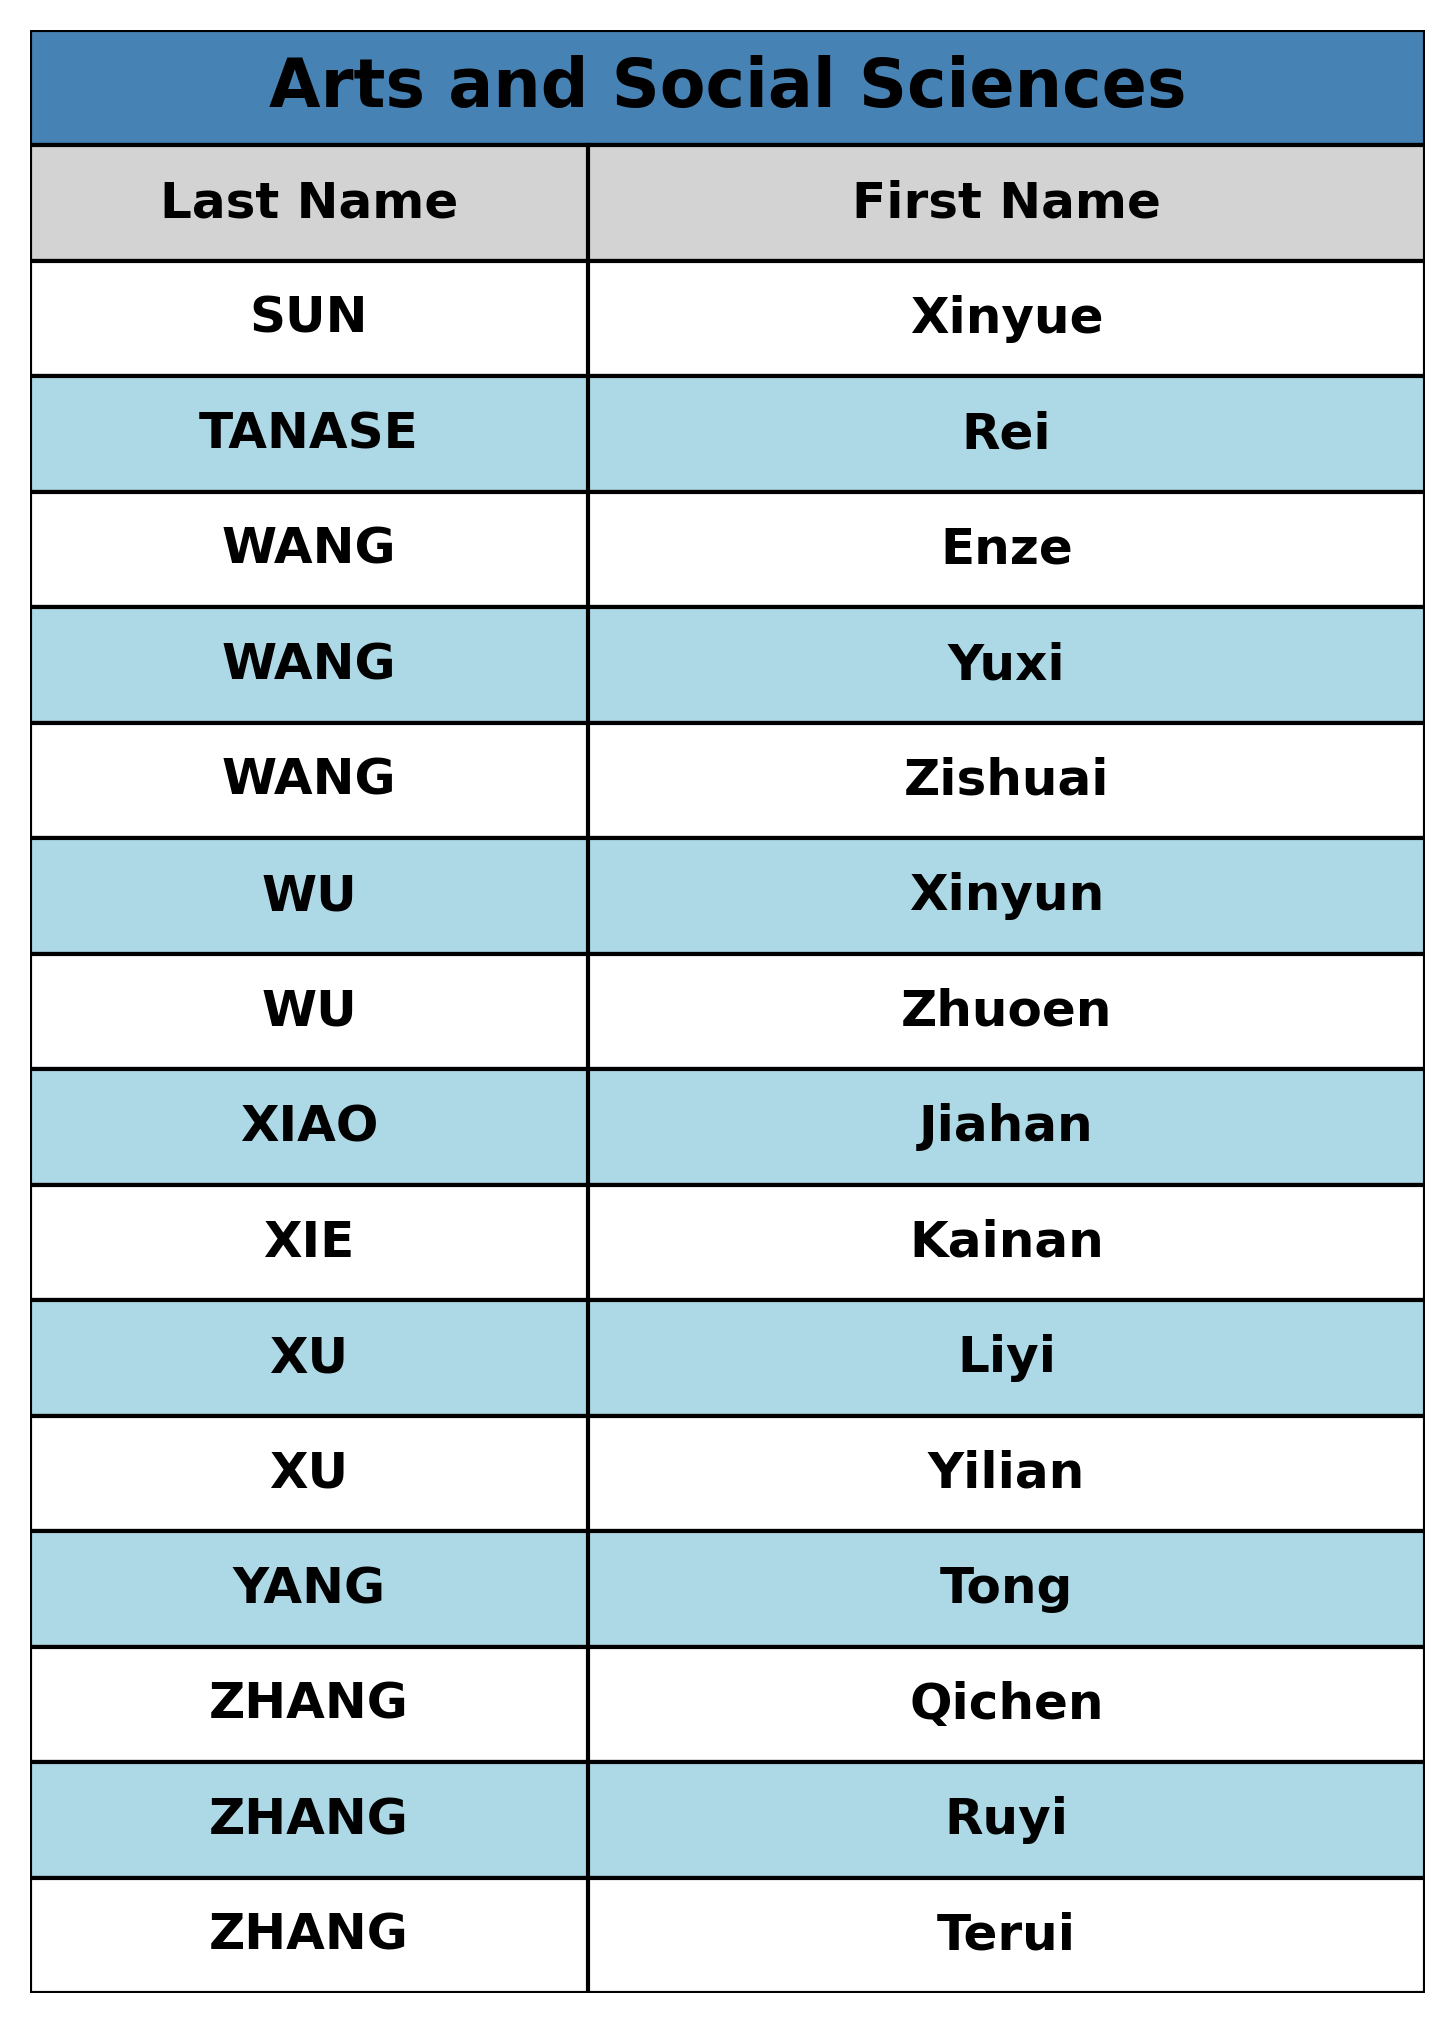 Arts and Social Sciences
Last Name First Name
SUN Xinyue
TANASE Rei
WANG Enze
WANG Yuxi
WANG Zishuai
WU Xinyun
WU Zhuoen
XIAO Jiahan
XIE Kainan
XU Liyi
XU Yilian
YANG Tong
ZHANG Qichen
ZHANG Ruyi
ZHANG Terui